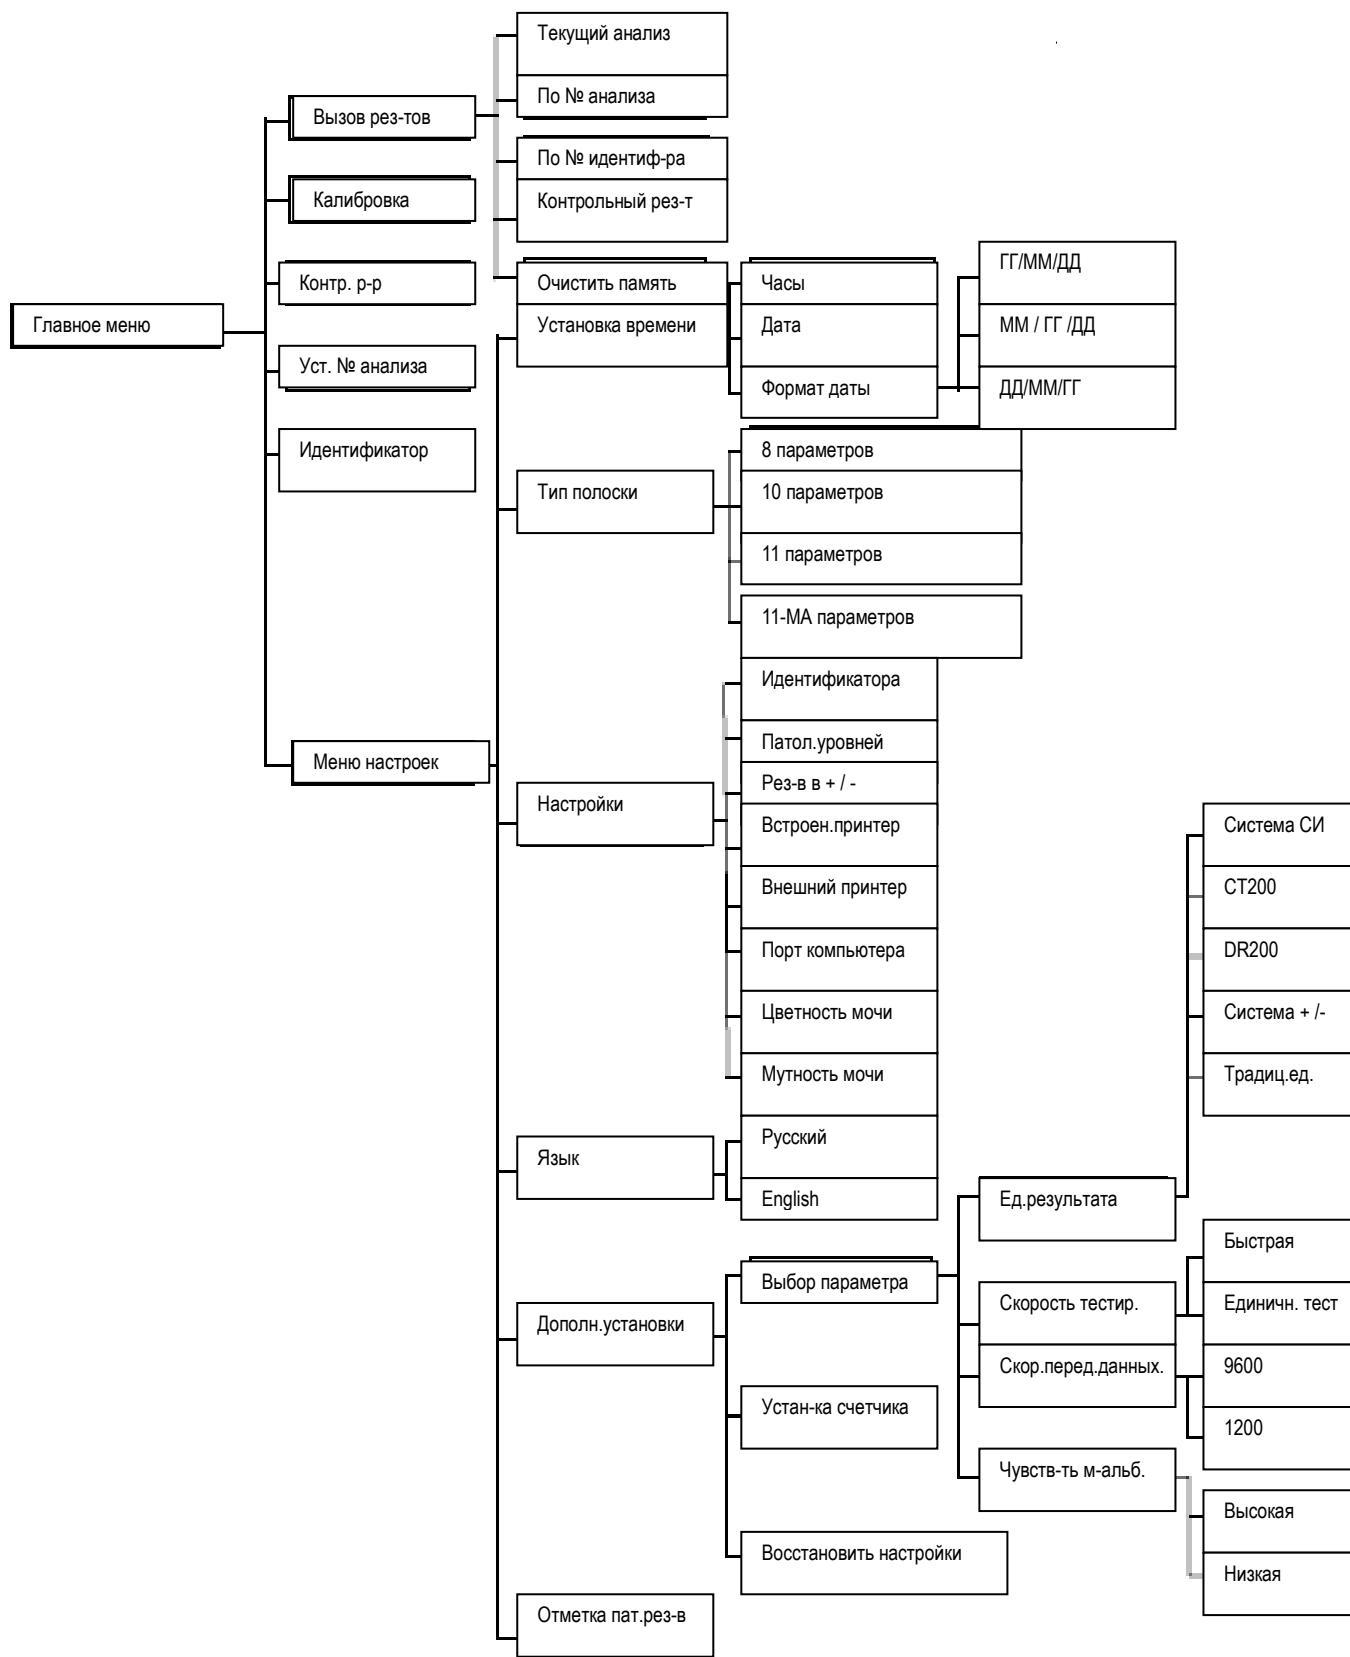 Текущий анализ
По № анализа
Вызов рез-тов
По № идентиф-ра
Калибровка
Контрольный рез-т
ГГ/ММ/ДД
Контр. р-р
Очистить память
Часы
Главное меню
Установка времени
Дата
ММ / ГГ /ДД
Уст. № анализа
Формат даты
ДД/ММ/ГГ
Идентификатор
8 параметров
Тип полоски
10 параметров
11 параметров
11-МА параметров
Идентификатора
Патол.уровней
Меню настроек
Рез-в в + / -
Настройки
Встроен.принтер
Система СИ
Внешний принтер
СТ200
Порт компьютера
DR200
Цветность мочи
Система + /-
Мутность мочи
Традиц.ед.
Русский
Язык
English
Ед.результата
Быстрая
Выбор параметра
Скорость тестир.
Единичн. тест
Дополн.установки
Скор.перед.данных.
9600
Устан-ка счетчика
1200
Чувств-ть м-альб.
Высокая
Восстановить настройки
Низкая
Отметка пат.рез-в